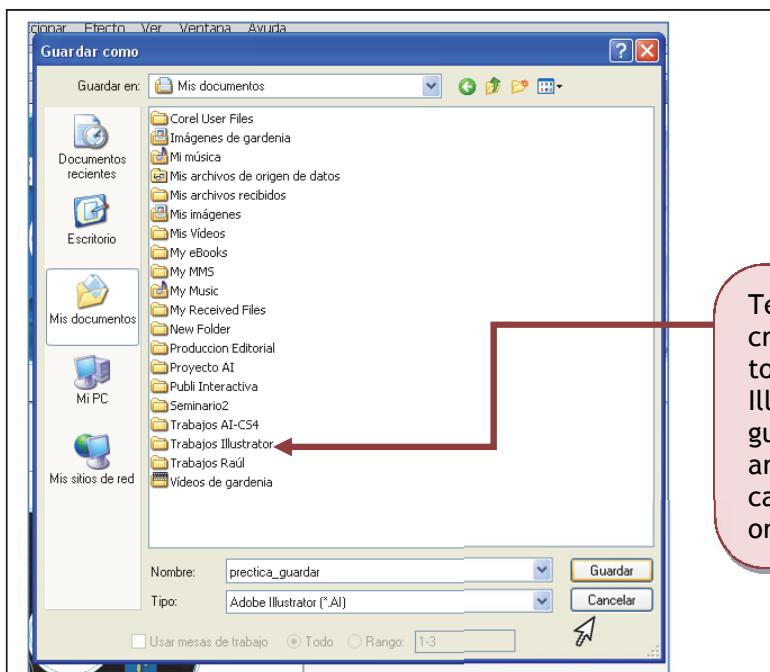 Efecto Ver Ventana Ayuda
Guardar como
Guardar en: Mis documentos
Documentos recientes
Escritorio
Mis documentos
Mi PC
Mis sitios de red
Corel User Files
Imágenes de gardenia
Mi música
Mis archivos de origen de datos
Mis archivos recibidos
Mis imágenes
Mis Vídeos
My eBooks
My MMS
My Music
My Received Files
New Folder
Produccion Editorial
Proyecto AI
Publi Interactiva
Seminario2
Trabajos AI-CS4
Trabajos Illustrator
Trabajos Raúl
Vídeos de gardenia
Nombre: prectica_guardar
Guardar
Tipo: Adobe Illustrator (*.AI)
Cancelar
Usar mesas de trabajo Todo Rango: 1-3